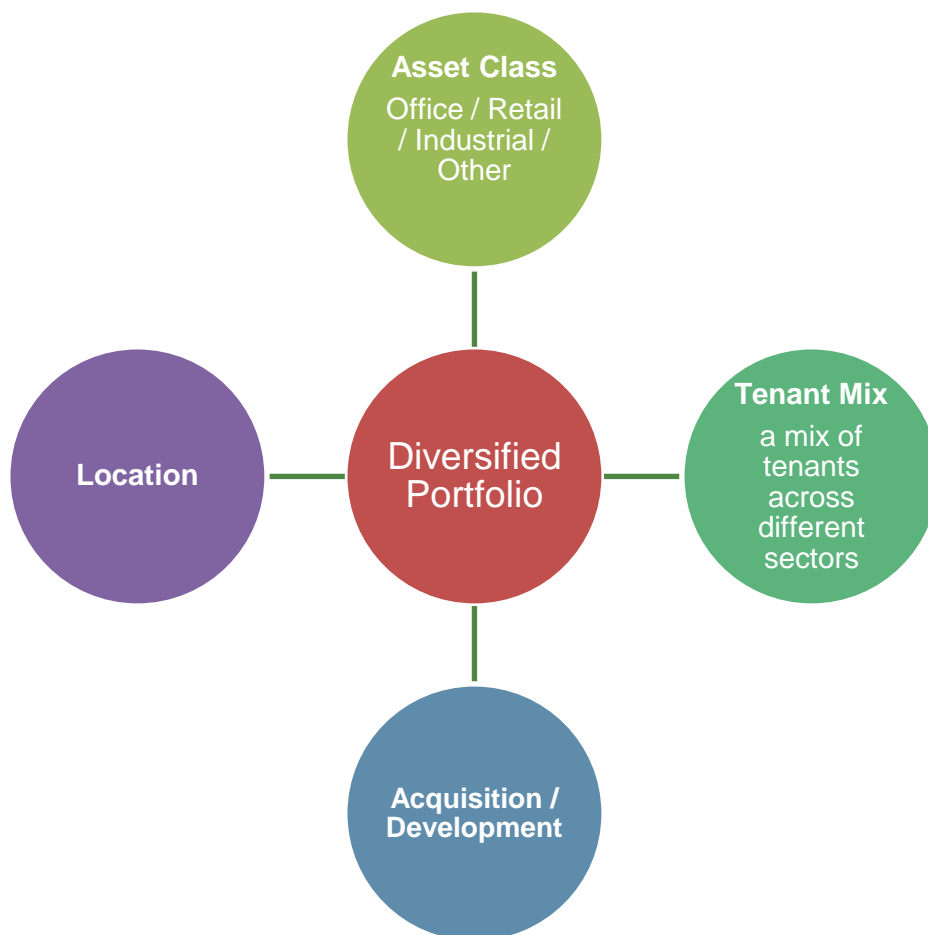 Asset Class
Office / Retail
/ Industrial /
Other
Location
Diversified
Portfolio
Tenant Mix
a mix of
tenants
across
different
sectors
Acquisition /
Development